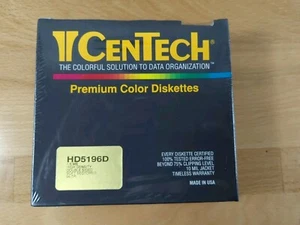 CENTECH®
THE COLORFUL SOLUTION TO DATA ORGANIZATION™
Premium Color Diskettes
HD5196D
EVERY DISKETTE CERTIFIED
100% TESTED ERROR-FREE
BEYOND 75% CLIPPING LEVEL
10 MIL JACKET
TIMELESS WARRANTY
MADE IN USA